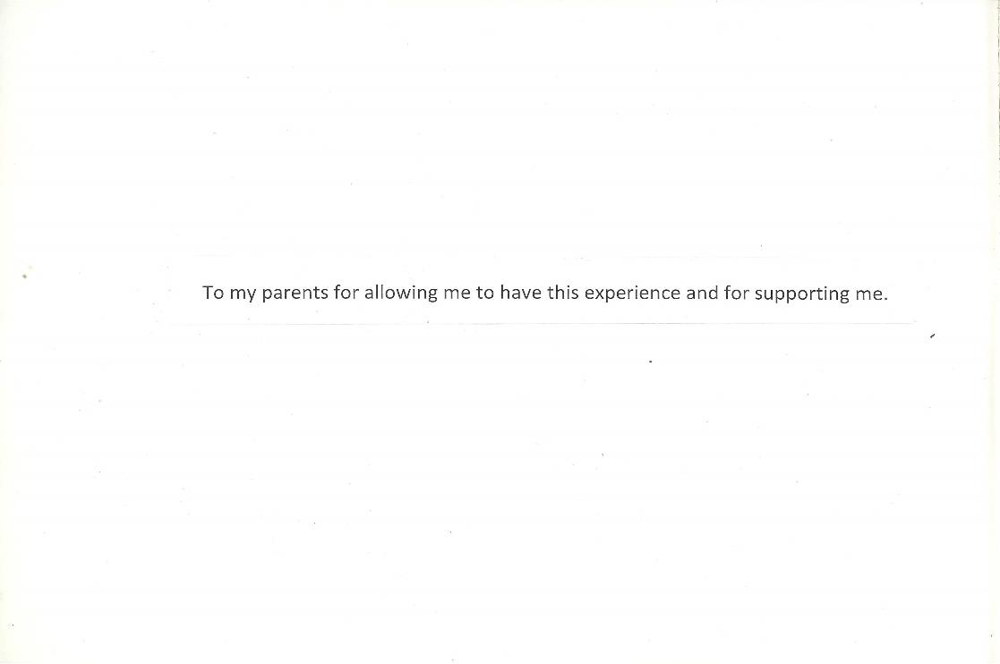 To my parents for allowing me to have this experience and for supporting me.